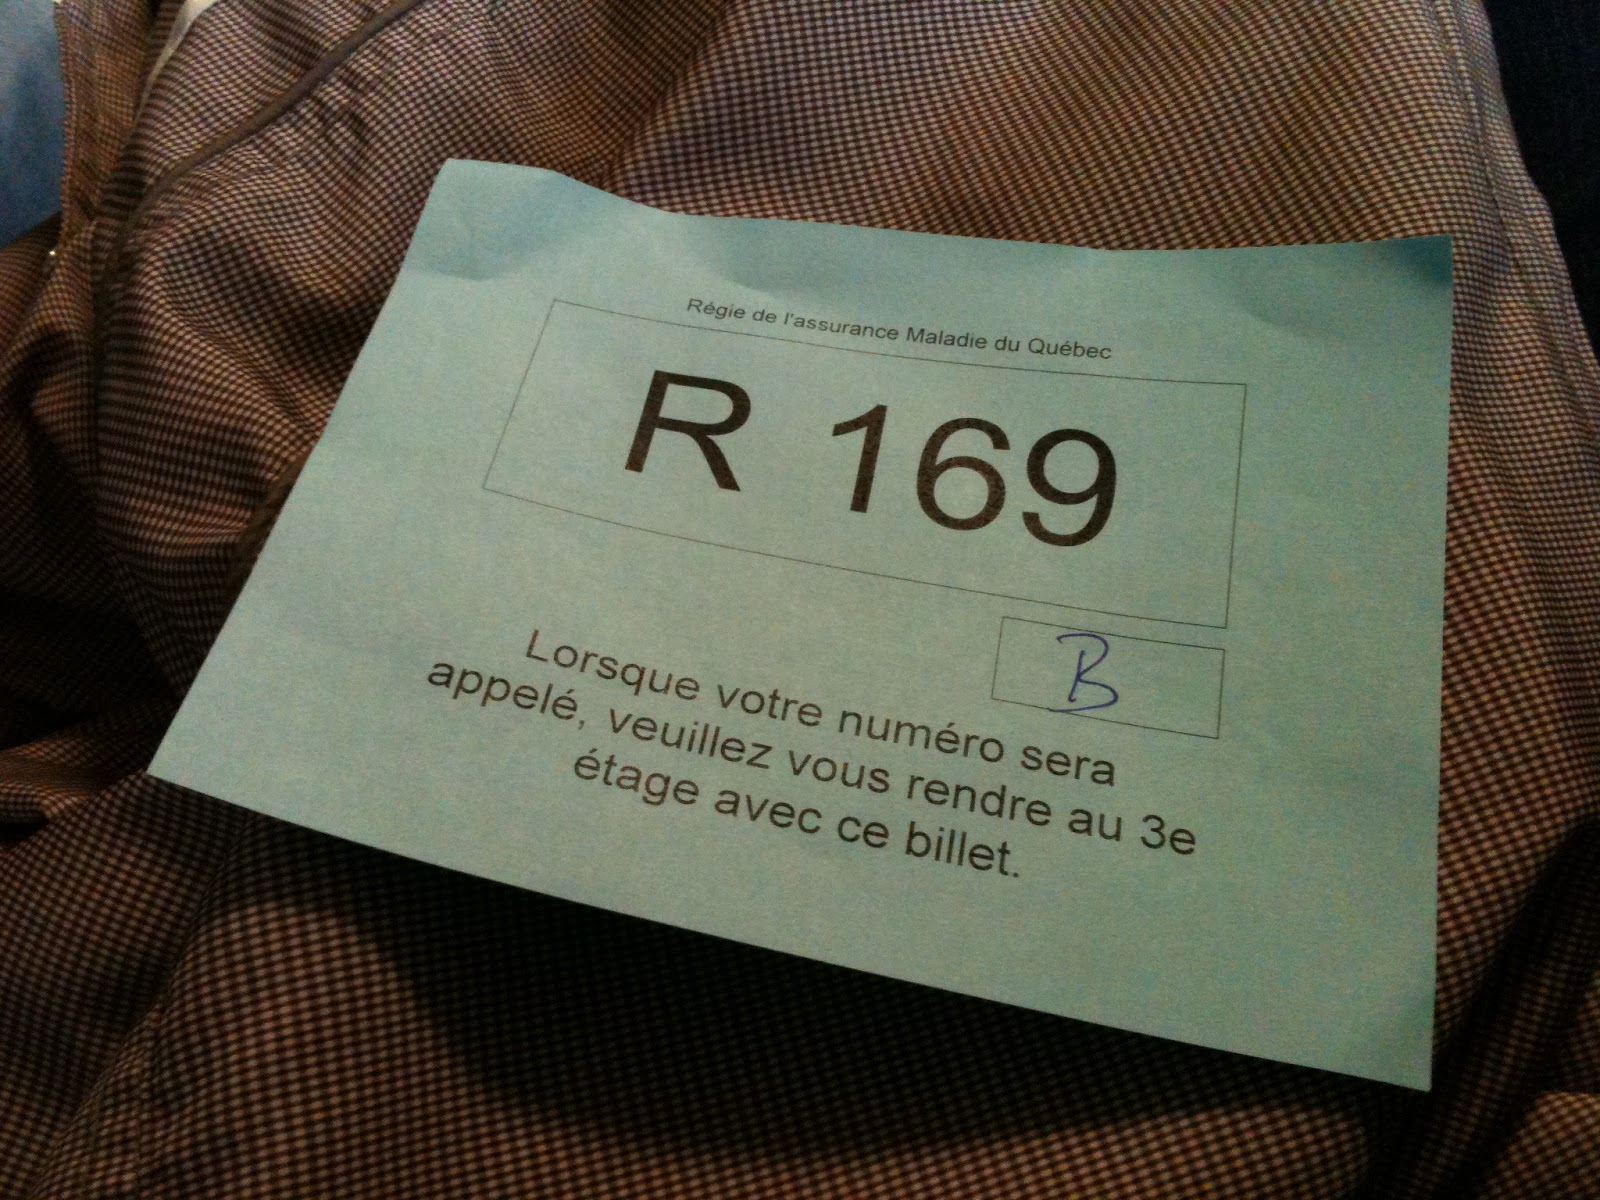 Régie de l'assurance Maladie du Québec
R 169
B
Lorsque votre numéro sera
appelé, veuillez vous rendre au 3e
étage avec ce billet.